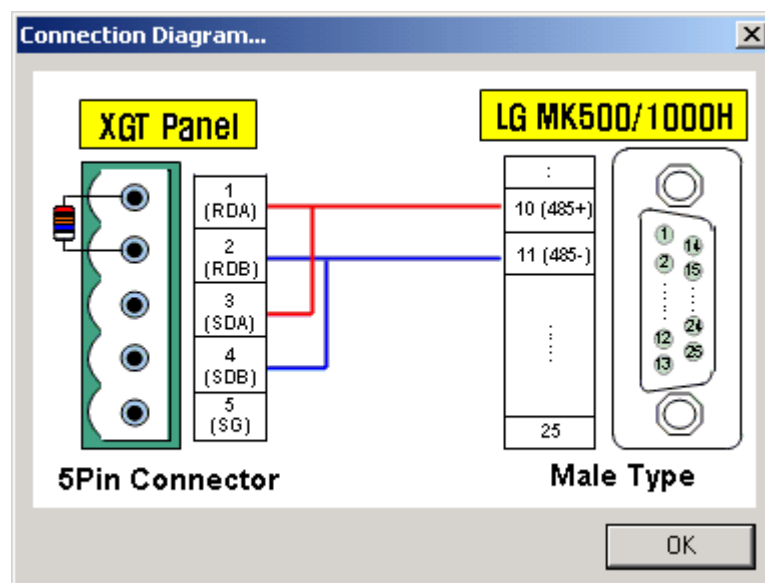 Connection Diagram...
XGT Panel
LG MK500/1000H
1
(RDA)
2
(RDB)
3
(SDA)
4
(SDB)
5
(SG)
:
10 (485+)
11 (485-)
25
1
14
2
15
12
24
13
25
5Pin Connector
Male Type
OK